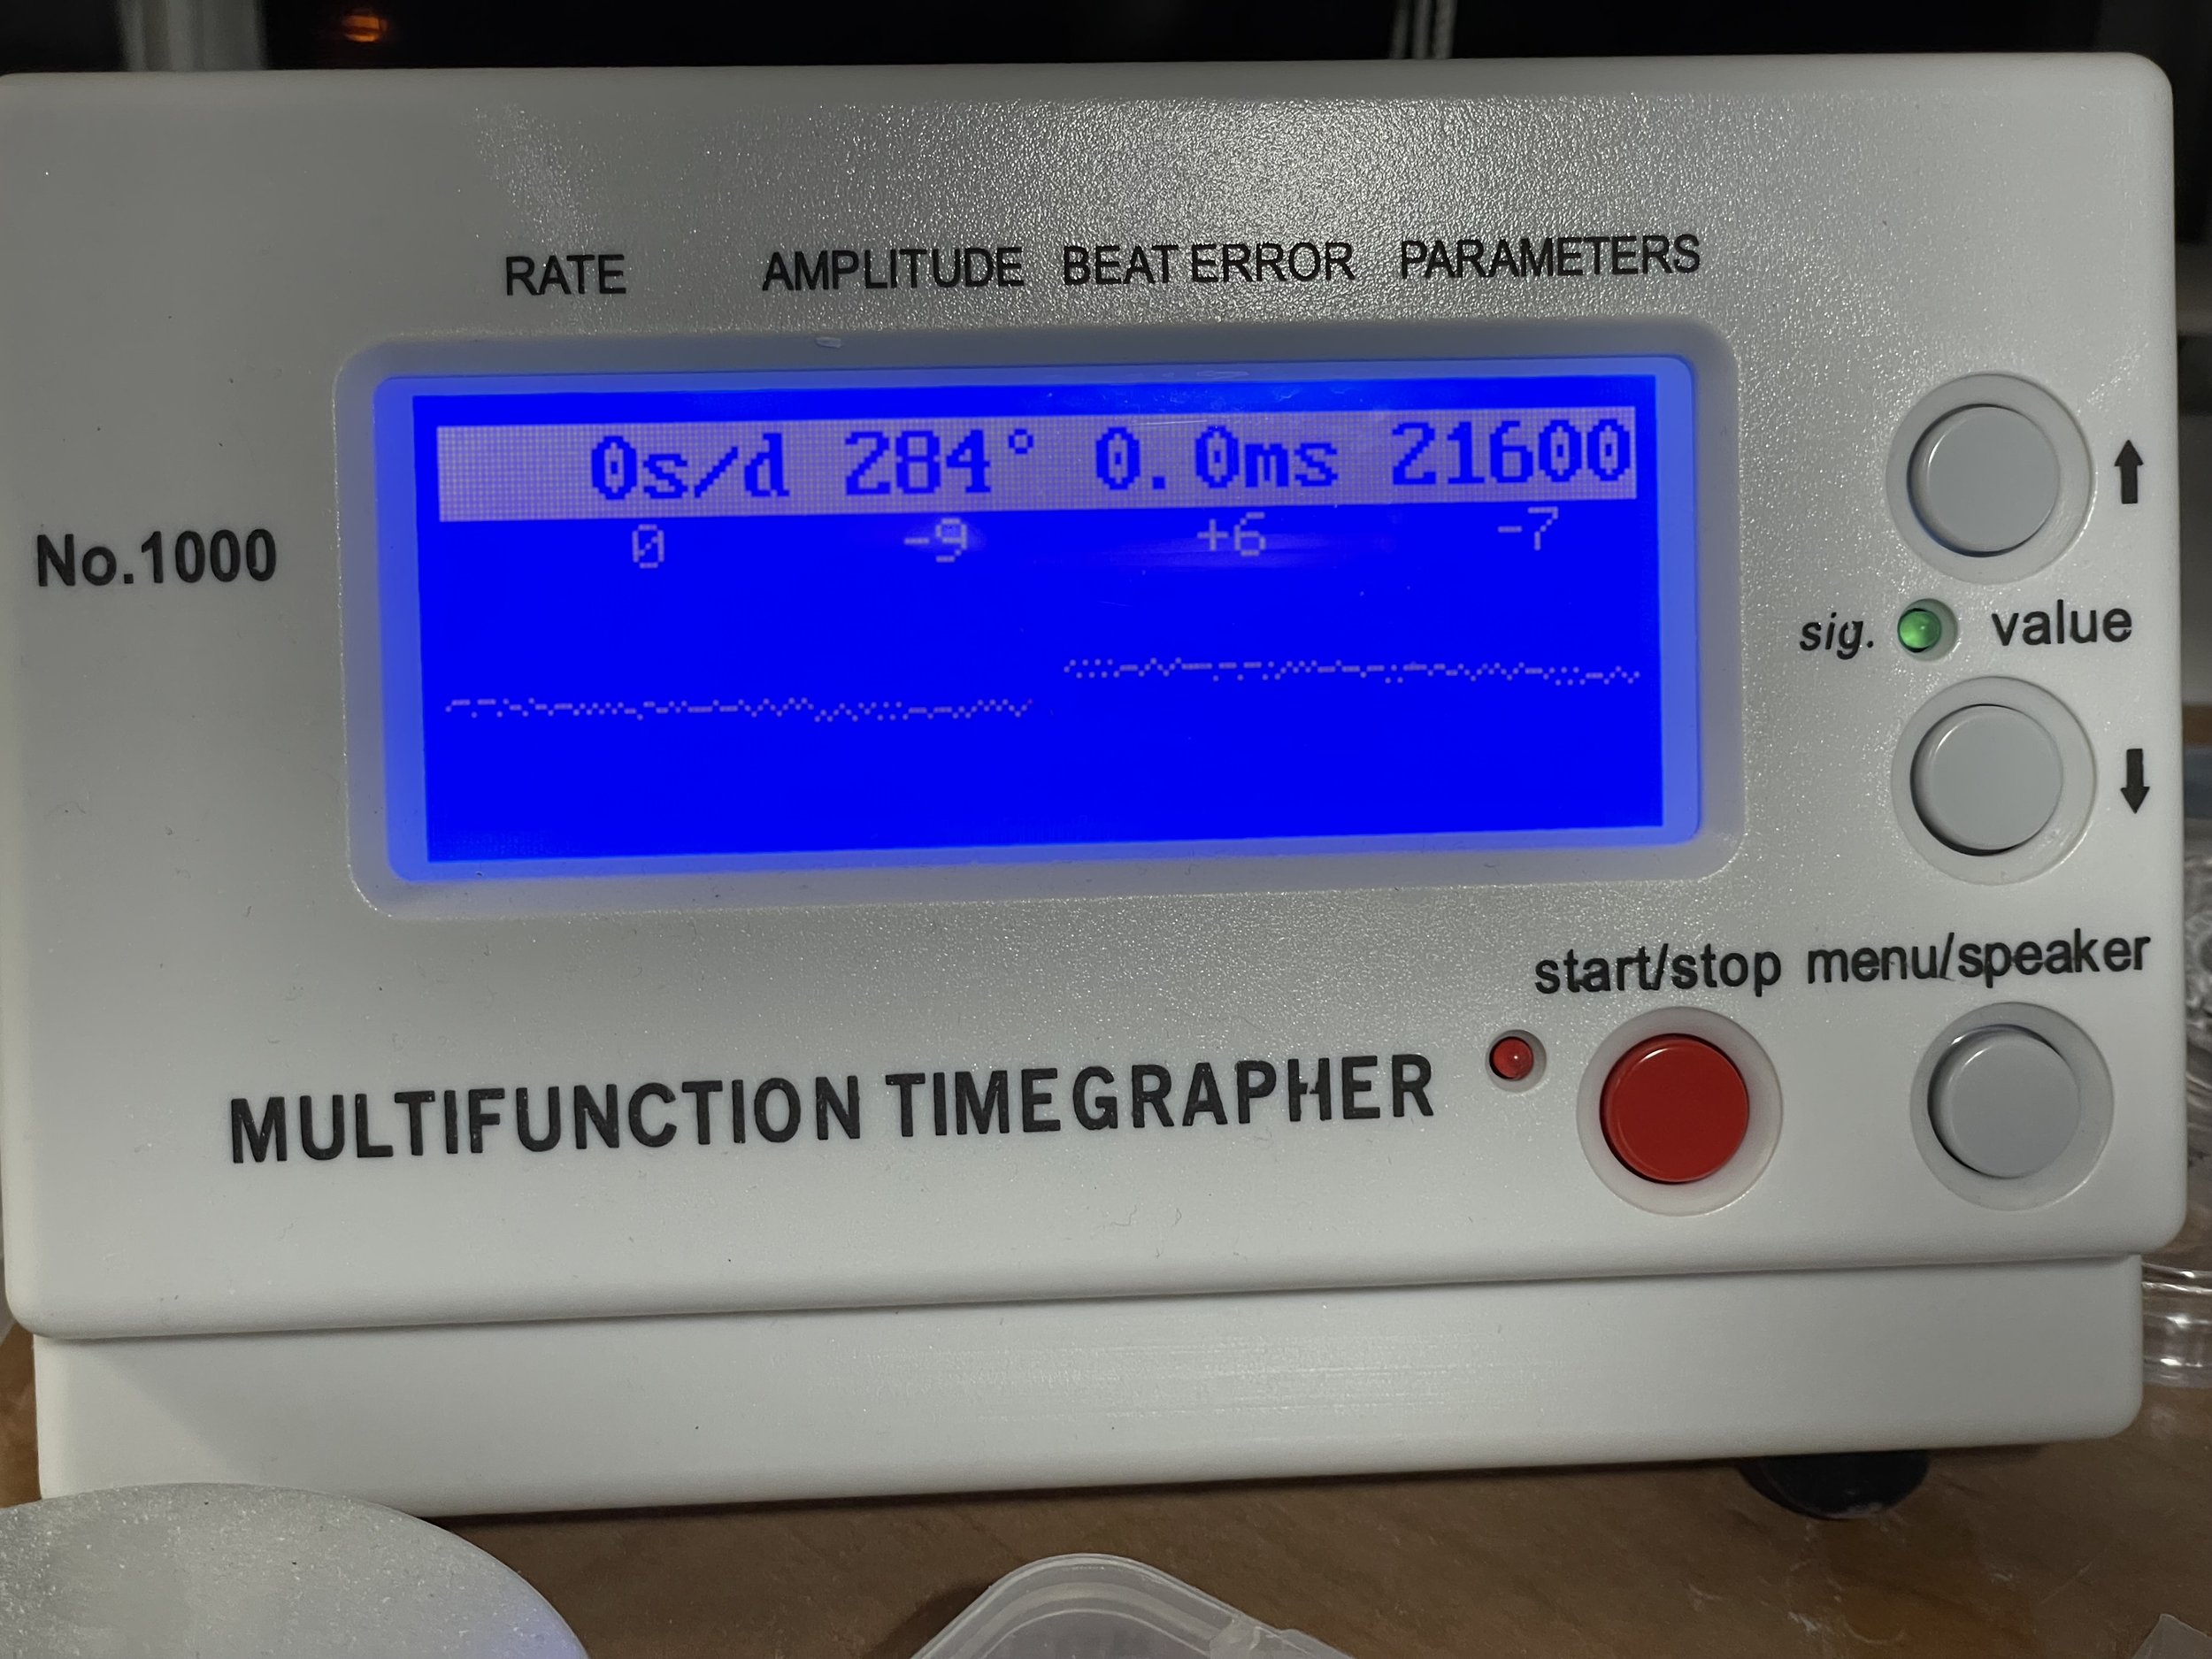 RATE AMPLITUDE BEAT ERROR PARAMETERS
0s/d 284° 0.0ms 21600
0 -9 +6 -7
No.1000
sig. value
start/stop menu/speaker
MULTIFUNCTION TIMEGRAPHER